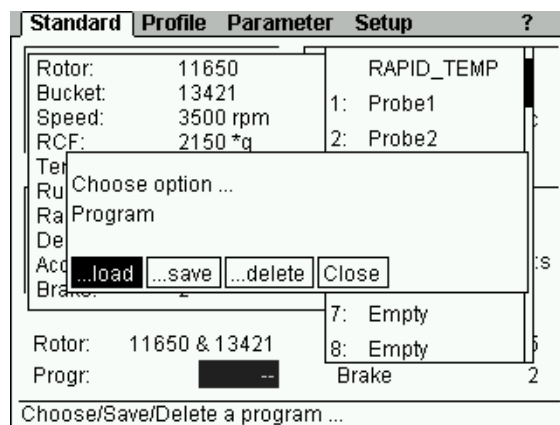 Standard Profile Parameter Setup ?
Rotor: 11650
Bucket: 13421
Speed: 3500 rpm
RCF: 2150 *g
RAPID_TEMP
1: Probe1
2: Probe2
Choose option ...
Program
...load ...save ...delete Close
7: Empty
8: Empty
Rotor: 11650 & 13421
Progr: -- Brake 2
Choose/Save/Delete a program ...